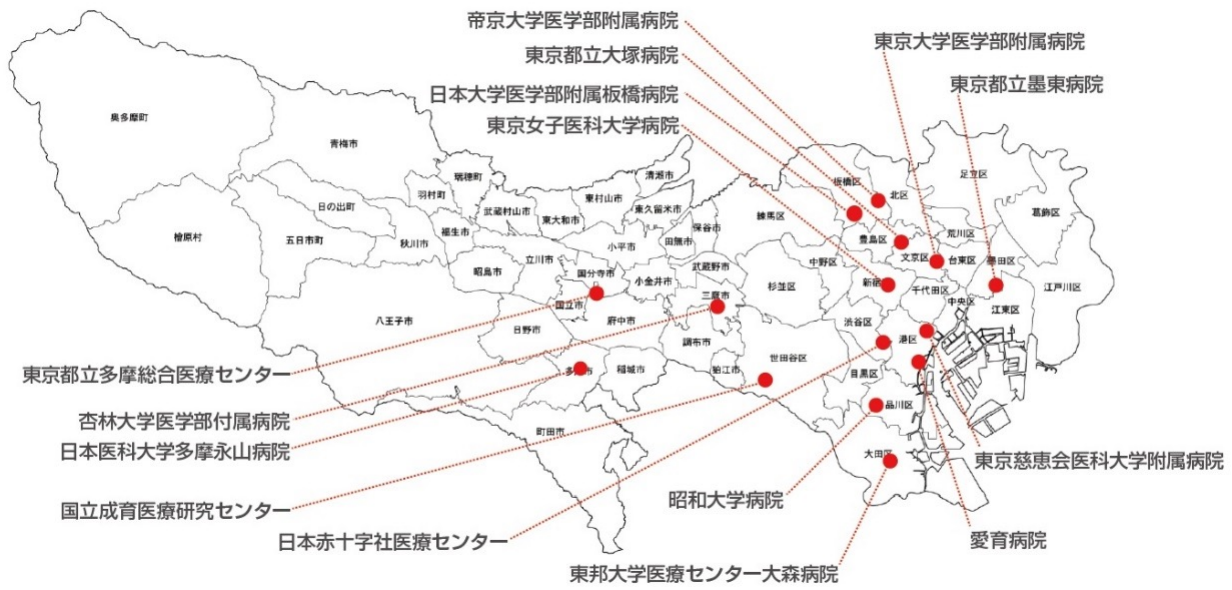 帝京大学医学部附属病院
東京都立大塚病院
日本大学医学部附属板橋病院
東京女子医科大学病院
東京大学医学部附属病院
東京都立墨東病院
奥多摩町
青梅市
瑞穂町
羽村町
日の出町
五日市町
檜原村
秋川市
福生市
武蔵村山市
東大和市
東村山市
清瀬市
東久留米市
保谷市
田無市
小平市
立川市
昭島市
国分寺市
小金井市
武蔵野市
三鷹市
国立市
府中市
調布市
日野市
八王子市
多摩市
稲城市
狛江市
町田市
板橋区
北区
足立区
葛飾区
練馬区
豊島区
荒川区
文京区
台東区
墨田区
中野区
新宿
千代田区
中央区
江東区
江戸川区
杉並区
渋谷区
港区
世田谷区
目黒区
品川区
大田区
東京都立多摩総合医療センター
杏林大学医学部付属病院
日本医科大学多摩永山病院
国立成育医療研究センター
日本赤十字社医療センター
昭和大学病院
東邦大学医療センター大森病院
東京慈恵会医科大学附属病院
愛育病院